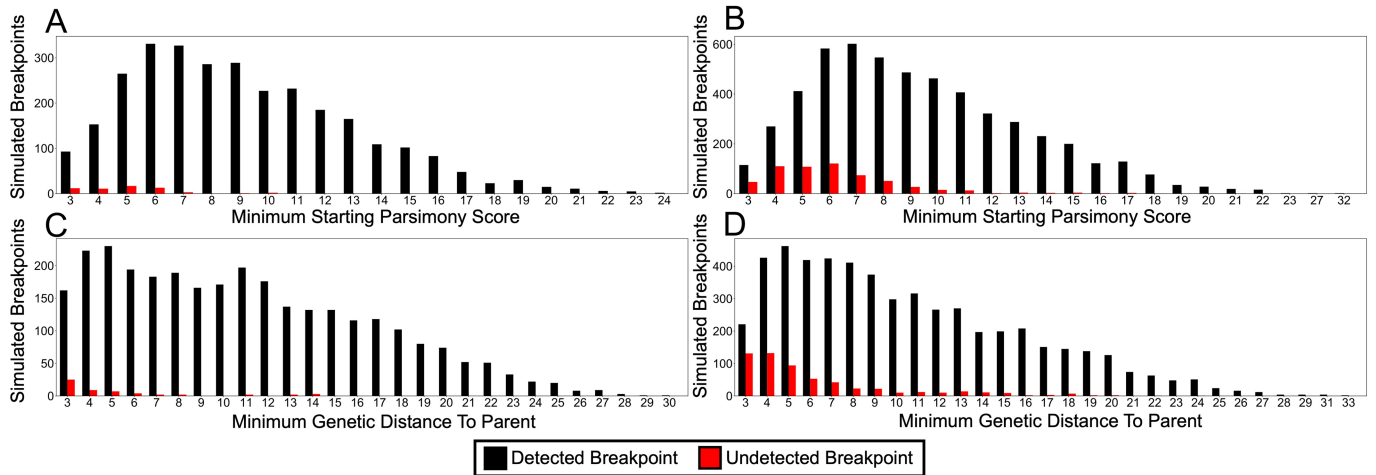 A
Simulated Breakpoints
300
200
100
0
3 4 5 6 7 8 9 10 11 12 13 14 15 16 17 18 19 20 21 22 23 24
Minimum Starting Parsimony Score
B
Simulated Breakpoints
600
400
200
0
3 4 5 6 7 8 9 10 11 12 13 14 15 16 17 18 19 20 21 22 23 27 32
Minimum Starting Parsimony Score
C
Simulated Breakpoints
200
150
100
50
0
3 4 5 6 7 8 9 10 11 12 13 14 15 16 17 18 19 20 21 22 23 24 25 26 27 28 29 30
Minimum Genetic Distance To Parent
D
Simulated Breakpoints
400
300
200
100
0
3 4 5 6 7 8 9 10 11 12 13 14 15 16 17 18 19 20 21 22 23 24 25 26 27 28 29 31 33
Minimum Genetic Distance To Parent
Detected Breakpoint Undetected Breakpoint